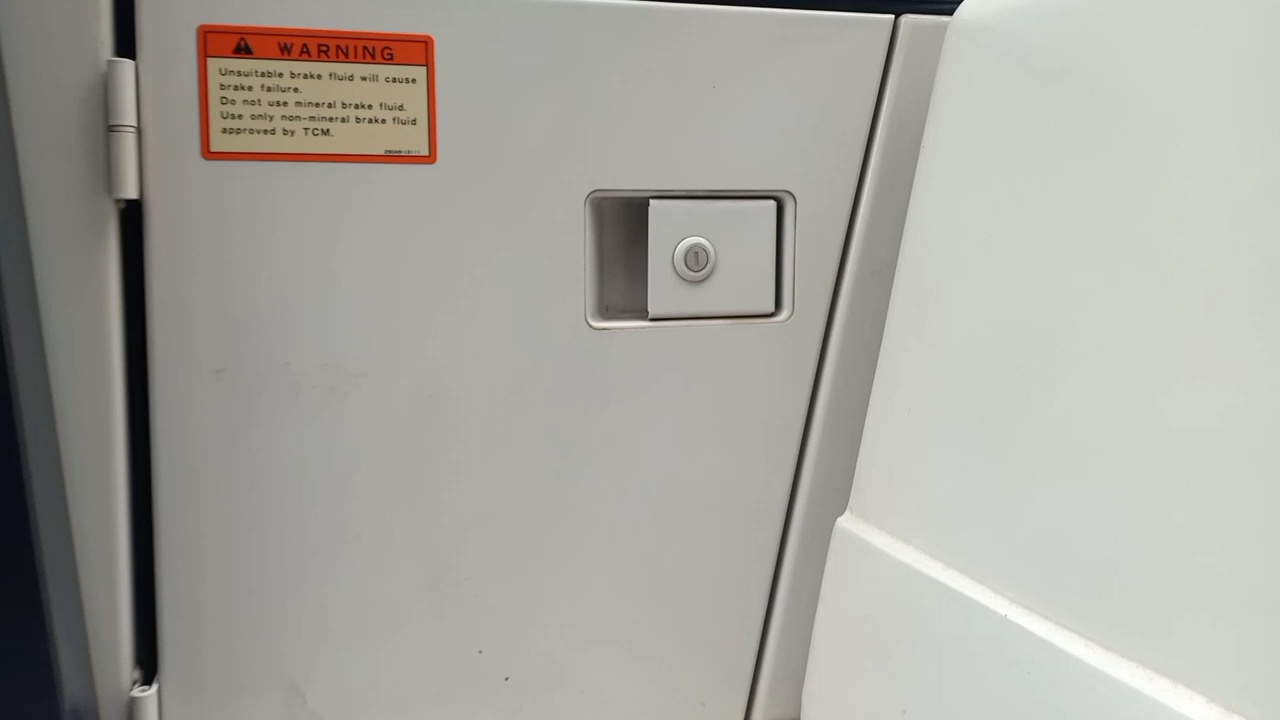 WARNING
Unsuitable brake fluid will cause
brake failure.
Do not use mineral brake fluid.
Use only non-mineral brake fluid
approved by TCM.